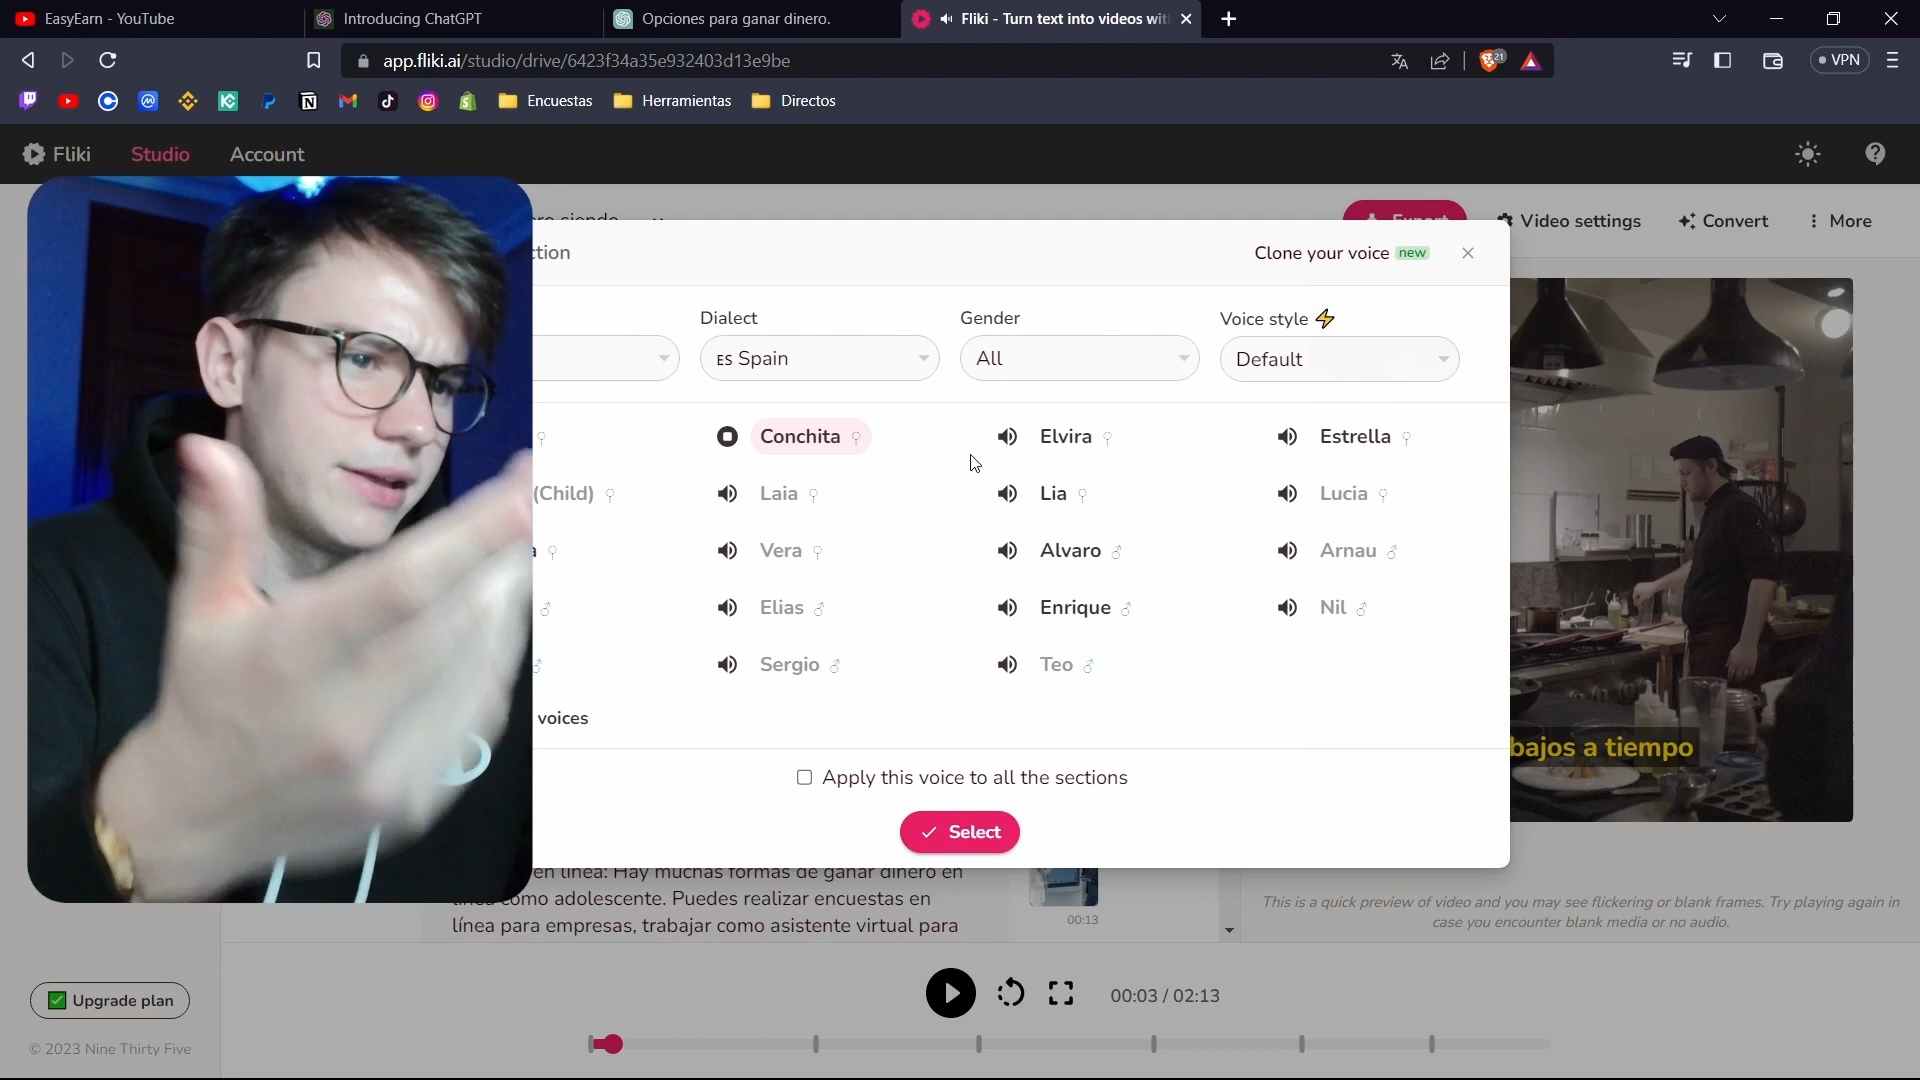 EasyEarn - YouTube
Introducing ChatGPT
Opciones para ganar dinero.
Fliki - Turn text into videos wit
app.fliki.ai/studio/drive/6423f34a35e932403d13e9be
21
VPN
Encuestas
Herramientas
Directos
Fliki
Studio
Account
Export
Video settings
Convert
More
ction
Clone your voice new
Dialect
Gender
Voice style
ES Spain
All
Default
Conchita
Elvira
Estrella
(Child)
Laia
Lia
Lucia
a
Vera
Alvaro
Arnau
Elias
Enrique
Nil
Sergio
Teo
voices
bajos a tiempo
Apply this voice to all the sections
Select
en línea: Hay muchas formas de ganar dinero en
línea como adolescente. Puedes realizar encuestas en
línea para empresas, trabajar como asistente virtual para
00:13
This is a quick preview of video and you may see flickering or blank frames. Try playing again in
case you encounter blank media or no audio.
Upgrade plan
00:03 / 02:13
© 2023 Nine Thirty Five